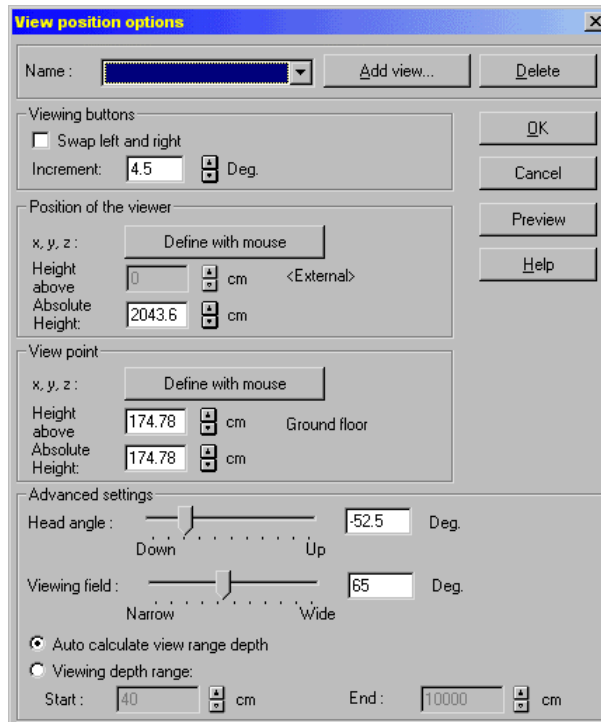 View position options
Name :
Add view...
Delete
Viewing buttons
Swap left and right
Increment: 4.5 Deg.
OK
Cancel
Preview
Help
Position of the viewer
x, y, z : Define with mouse
Height above 0 cm <External>
Absolute Height: 2043.6 cm
View point
x, y, z : Define with mouse
Height above 174.78 cm Ground floor
Absolute Height: 174.78 cm
Advanced settings
Head angle : -52.5 Deg.
Down Up
Viewing field : 65 Deg.
Narrow Wide
Auto calculate view range depth
Viewing depth range:
Start : 40 cm End : 10000 cm